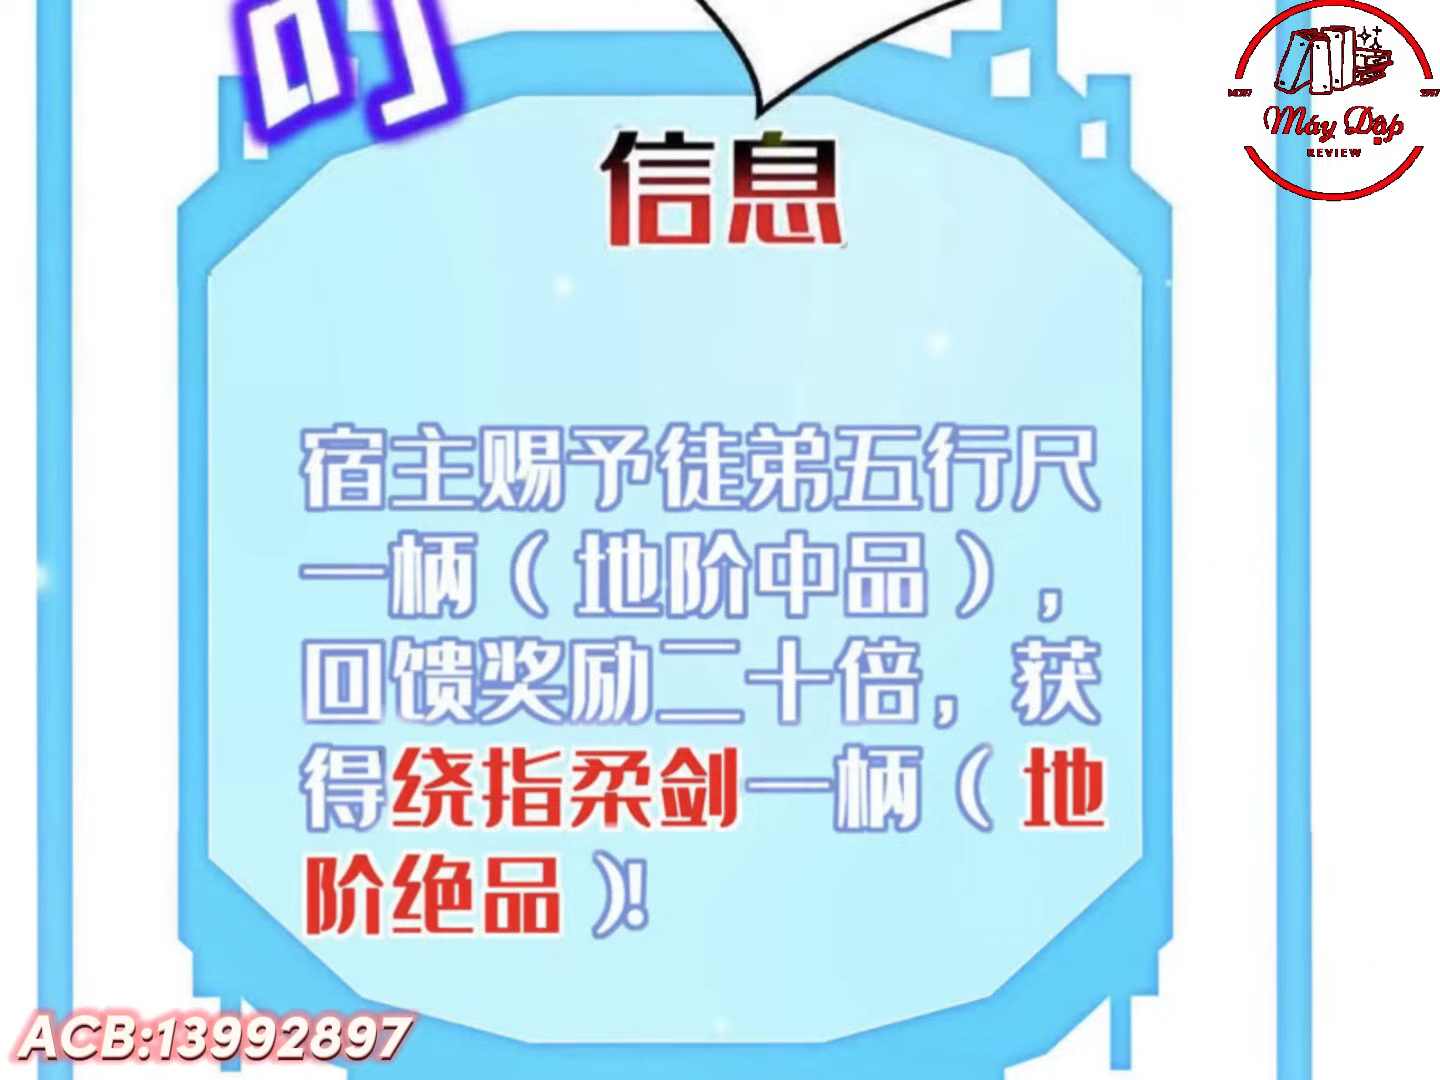 叮
信息
Máy Dập
REVIEW
宿主赐予徒弟五行尺
一柄（地阶中品），
回馈奖励二十倍，获
得绕指柔剑一柄（地
阶绝品）！
ACB:13992897